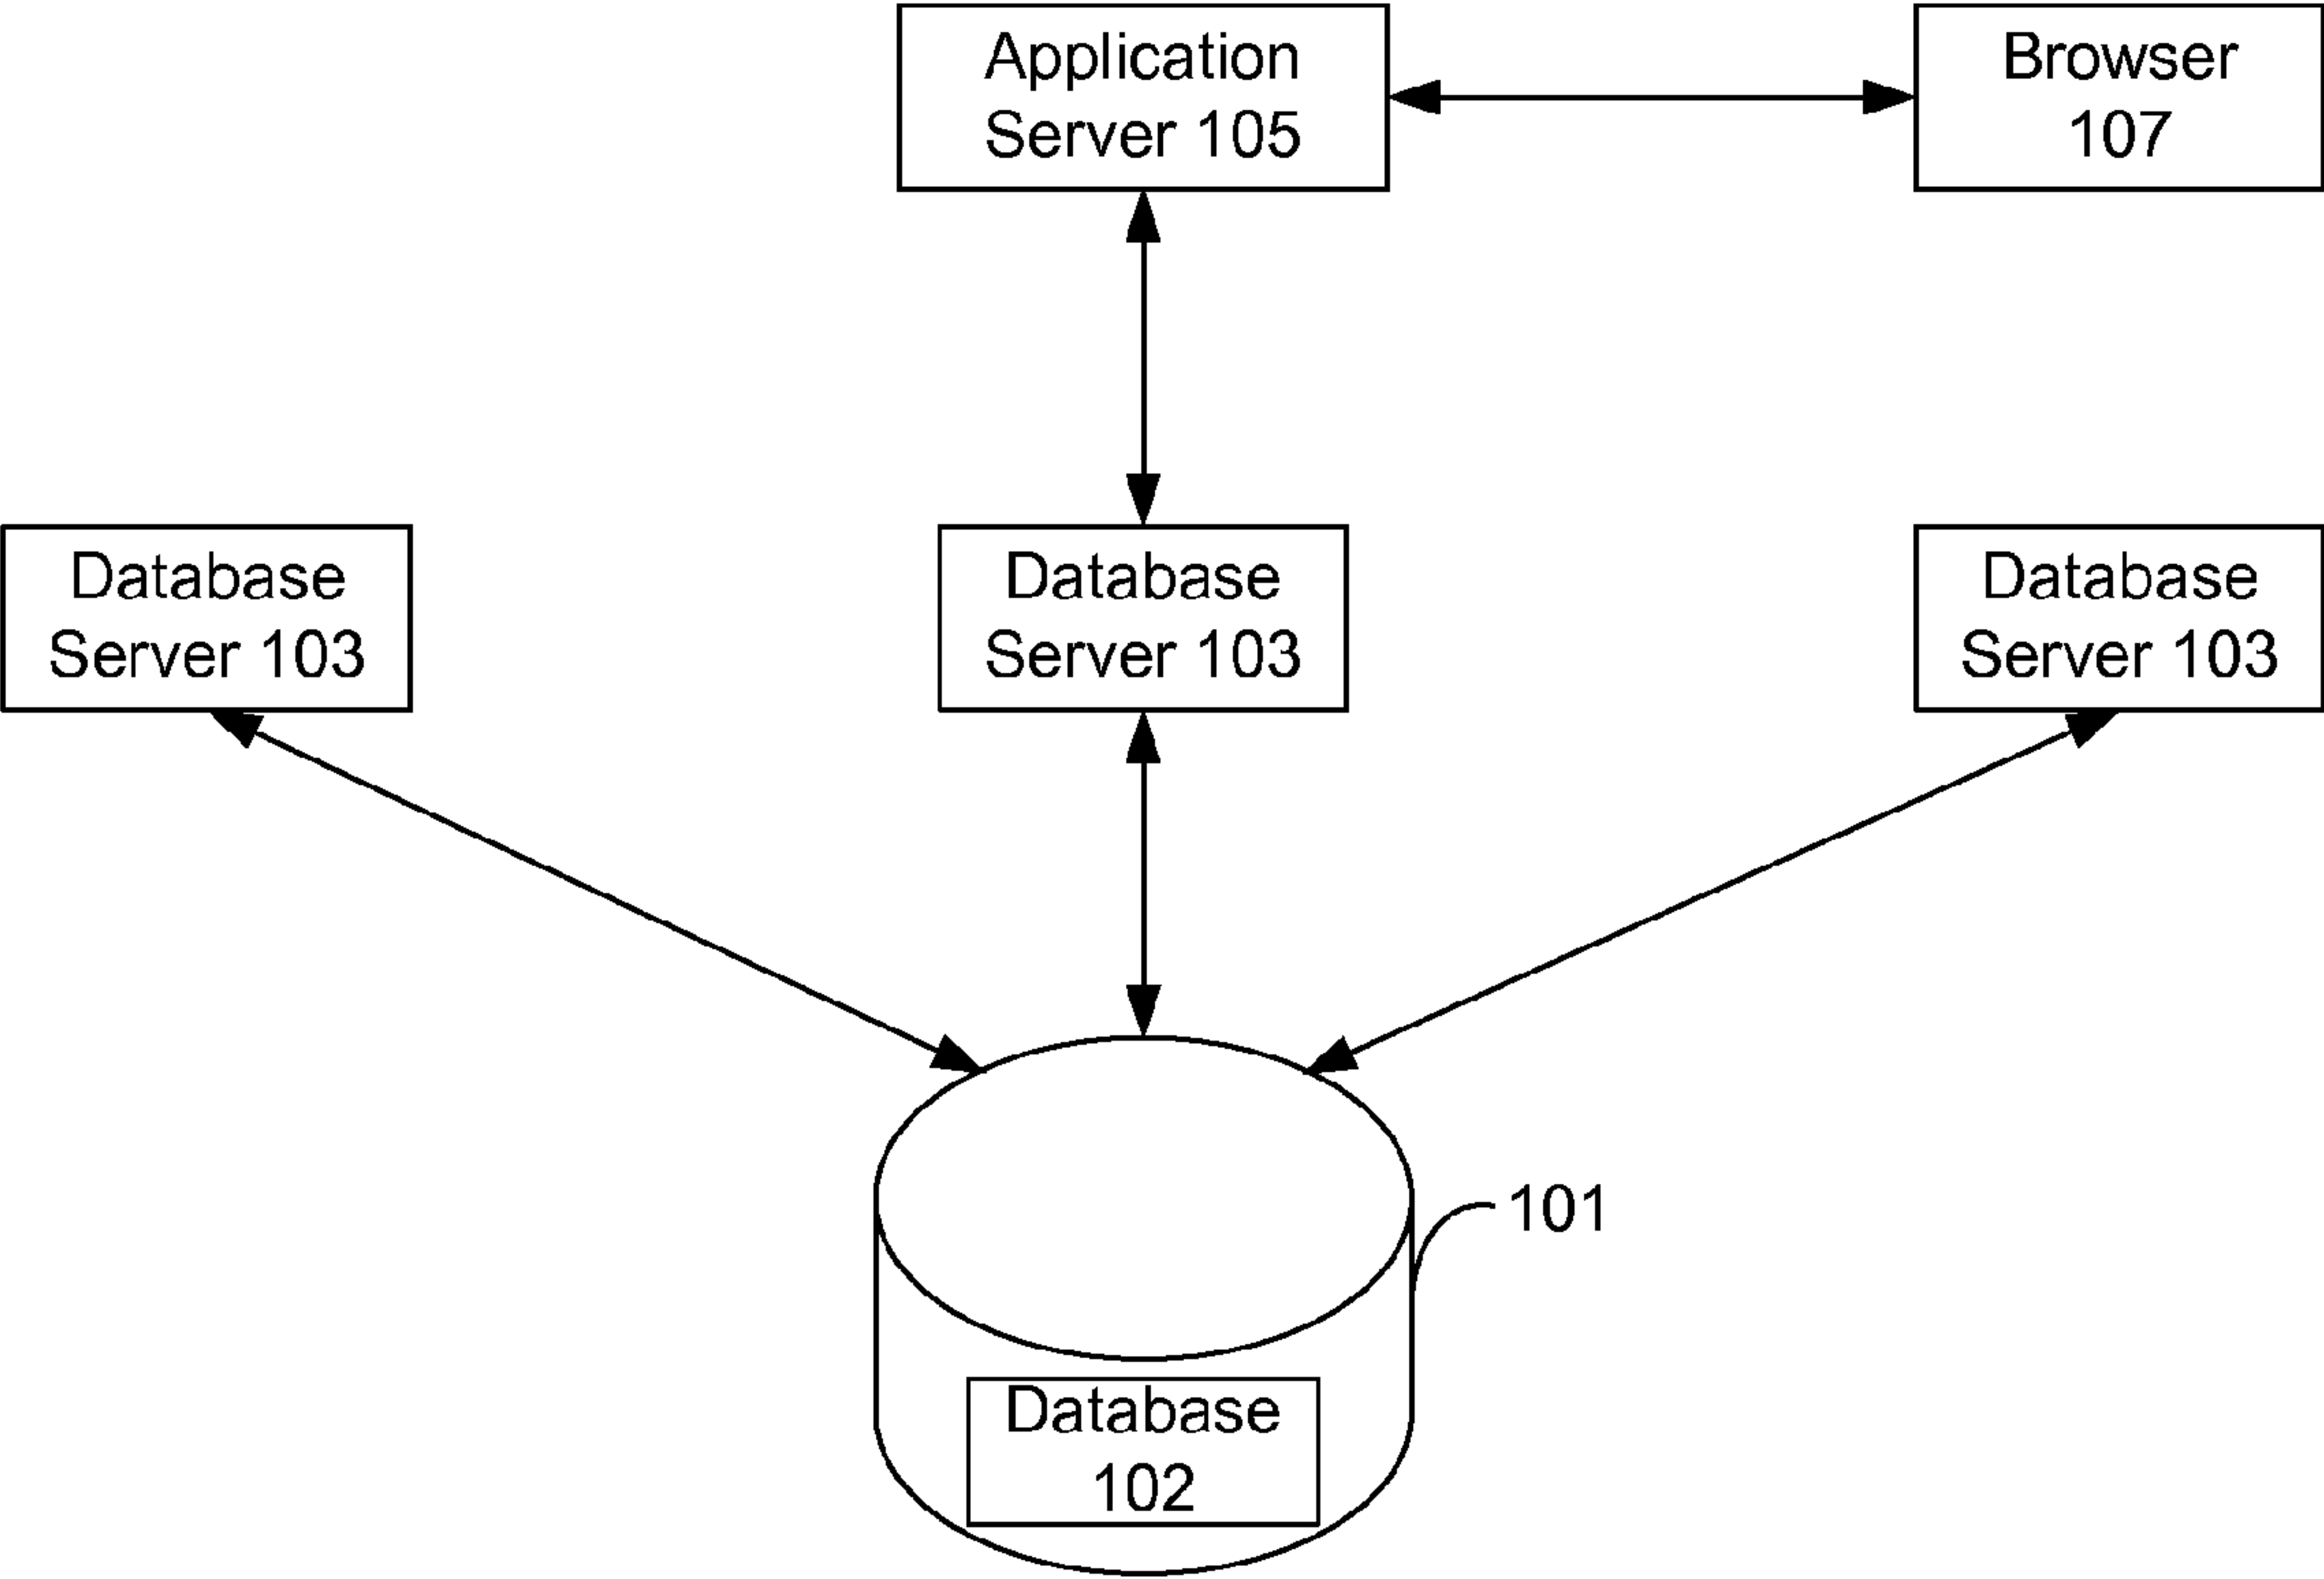 Application
Server 105
Browser
107
Database
Server 103
Database
Server 103
Database
Server 103
101
Database
102